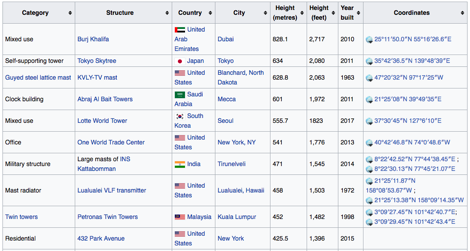 Category Structure Country City Height (metres) Height (feet) Year built Coordinates
Mixed use Burj Khalifa United Arab Emirates Dubai 828.1 2,717 2010 25°11′50.0″N 55°16′26.6″E
Self-supporting tower Tokyo Skytree Japan Tokyo 634 2,080 2011 35°42′36.5″N 139°48′39″E
Guyed steel lattice mast KVLY-TV mast United States Blanchard, North Dakota 628.8 2,063 1963 47°20′32″N 97°17′25″W
Clock building Abraj Al Bait Towers Saudi Arabia Mecca 601 1,972 2011 21°25′08″N 39°49′35″E
Mixed use Lotte World Tower South Korea Seoul 555.7 1823 2016 37°30′45″N 127°6′10″E
Office One World Trade Center United States New York, NY 541 1,776 2013 40°42′46.8″N 74°0′48.6″W
Military structure Large masts of INS Kattabomman India Tirunelveli 471 1,545 2014 8°22′42.52″N 77°44′38.45″E ; 8°22′30.13″N 77°45′21.07″E
Mast radiator Lualualei VLF transmitter United States Lualualei, Hawaii 458 1,503 1972 21°25′11.87″N 158°08′53.67″W ; 21°25′13.38″N 158°09′14.35″W
Twin towers Petronas Twin Towers Malaysia Kuala Lumpur 452 1,482 1998 3°09′27.45″N 101°42′40.7″E; 3°09′29.45″N 101°42′43.4″E
Residential 432 Park Avenue United States New York 425.5 1,396 2015